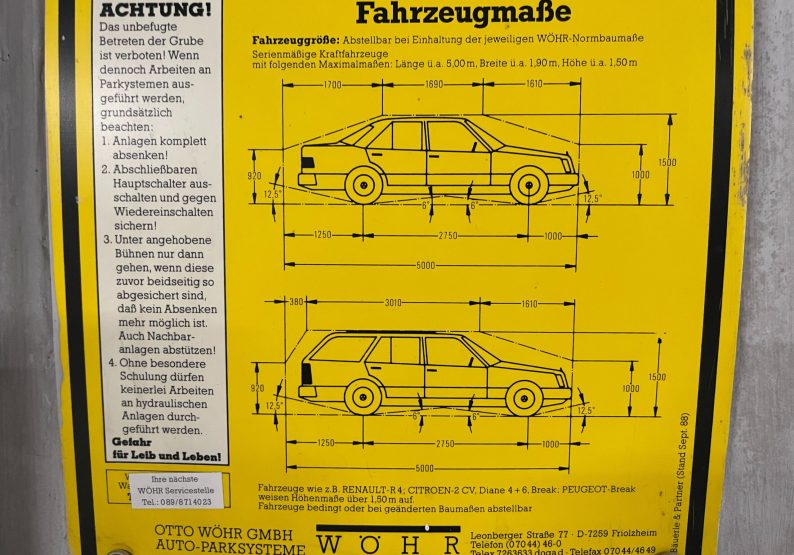 ACHTUNG!
Das unbefugte
Betreten der Grube
ist verboten! Wenn
dennoch Arbeiten an
Parksystemen aus-
geführt werden,
grundsätzlich
beachten:
1. Anlagen komplett
absenken!
2. Abschließbaren
Hauptschalter aus-
schalten und gegen
Wiedereinschalten
sichern!
3. Unter angehobene
Bühnen nur dann
gehen, wenn diese
zuvor beidseitig so
abgesichert sind,
daß kein Absenken
mehr möglich ist.
Auch Nachbar-
anlagen abstützen!
4. Ohne besondere
Schulung dürfen
keinerlei Arbeiten
an hydraulischen
Anlagen durch-
geführt werden.
Gefahr
für Leib und Leben!
Ihre nächste
WÖHR Servicestelle
Tel.: 089/8714023
Fahrzeugmaße
Fahrzeuggröße: Abstellbar bei Einhaltung der jeweiligen WÖHR-Normbaumaße
Serienmäßige Kraftfahrzeuge
mit folgenden Maximalmaßen: Länge ü.a. 5,00 m, Breite ü.a. 1,90 m, Höhe ü.a. 1,50 m
1700 1690 1610
920 1000 1500
12,5° 6° 6° 12,5°
1250 2750 1000
5000
380 3010 1610
920 1000 1500
12,5° 6° 6° 12,5°
1250 2750 1000
5000
Fahrzeuge wie z.B. RENAULT-R4; CITROEN-2 CV, Diane 4+6, Break; PEUGEOT-Break
weisen Höhenmaße über 1,50 m auf.
Fahrzeuge bedingt oder bei geänderten Baumaßen abstellbar
Bäuerle & Partner (Stand Sept. 88)
OTTO WÖHR GMBH
AUTO-PARKSYSTEME
WÖHR
Leonberger Straße 77 · D-7259 Friolzheim
Telefon (07044) 46-0
Telex 7263633 doga d · Telefax 07044/4649